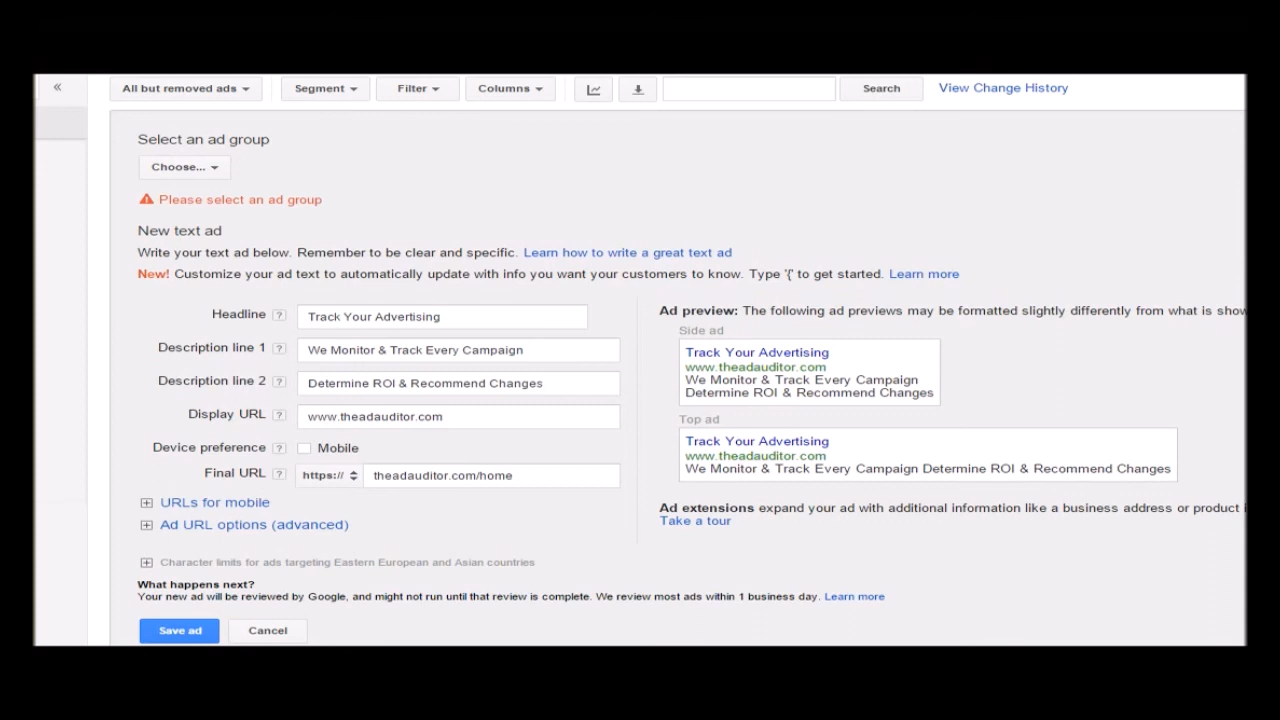 « All but removed ads Segment Filter Columns Search View Change History
Select an ad group
Choose...
Please select an ad group
New text ad
Write your text ad below. Remember to be clear and specific. Learn how to write a great text ad
New! Customize your ad text to automatically update with info you want your customers to know. Type '{' to get started. Learn more
Headline ? Track Your Advertising
Description line 1 ? We Monitor & Track Every Campaign
Description line 2 ? Determine ROI & Recommend Changes
Display URL ? www.theadauditor.com
Device preference ? Mobile
Final URL ? https:// theadauditor.com/home
URLs for mobile
Ad URL options (advanced)
Ad preview: The following ad previews may be formatted slightly differently from what is show
Side ad
Track Your Advertising
www.theadauditor.com
We Monitor & Track Every Campaign
Determine ROI & Recommend Changes
Top ad
Track Your Advertising
www.theadauditor.com
We Monitor & Track Every Campaign Determine ROI & Recommend Changes
Ad extensions expand your ad with additional information like a business address or product i
Take a tour
Character limits for ads targeting Eastern European and Asian countries
What happens next?
Your new ad will be reviewed by Google, and might not run until that review is complete. We review most ads within 1 business day. Learn more
Save ad Cancel